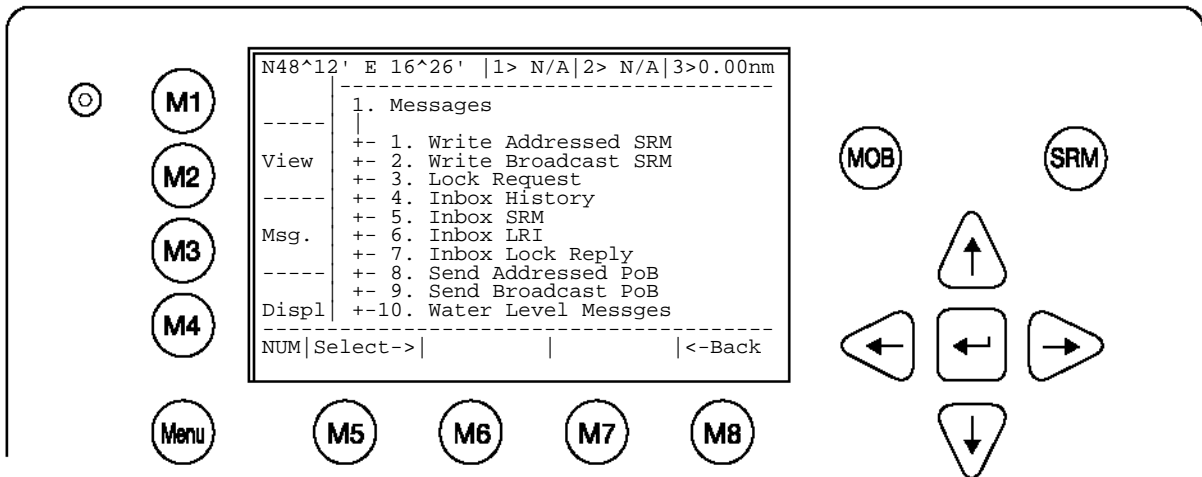 N48^12' E 16^26' |1> N/A|2> N/A|3>0.00nm
1. Messages
+- 1. Write Addressed SRM
View +- 2. Write Broadcast SRM
+- 3. Lock Request
+- 4. Inbox History
+- 5. Inbox SRM
Msg. +- 6. Inbox LRI
+- 7. Inbox Lock Reply
+- 8. Send Addressed PoB
+- 9. Send Broadcast PoB
Displ +-10. Water Level Messges
NUM|Select->| | |<-Back
M1
M2
M3
M4
Menu
M5
M6
M7
M8
MOB
SRM